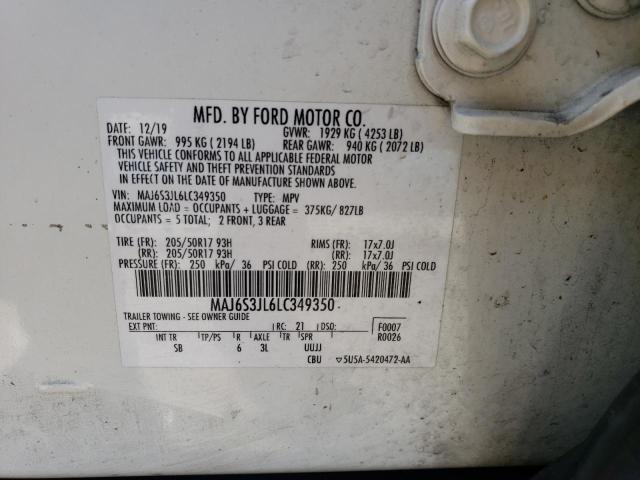 MFD. BY FORD MOTOR CO.
DATE: 12/19 GVWR: 1929 KG ( 4253 LB)
FRONT GAWR: 995 KG ( 2194 LB) REAR GAWR: 940 KG ( 2072 LB)
THIS VEHICLE CONFORMS TO ALL APPLICABLE FEDERAL MOTOR
VEHICLE SAFETY AND THEFT PREVENTION STANDARDS
IN EFFECT ON THE DATE OF MANUFACTURE SHOWN ABOVE.
VIN: MAJ6S3JL6LC349350 TYPE: MPV
MAXIMUM LOAD = OCCUPANTS + LUGGAGE = 375KG/ 827LB
OCCUPANTS = 5 TOTAL: 2 FRONT, 3 REAR
TIRE (FR): 205/50R17 93H RIMS (FR): 17x7.0J
(RR): 205/50R17 93H (RR): 17x7.0J
PRESSURE (FR): 250 kPa/ 36 PSI COLD (RR): 250 kPa/ 36 PSI COLD
MAJ6S3JL6LC349350
TRAILER TOWING - SEE OWNER GUIDE
EXT PNT: RC: 21 DSO: F0007
R0026
INT TR TP/PS R AXLE TR SPR
SB 6 3L UUJJ
CBU 5U5A-5420472-AA